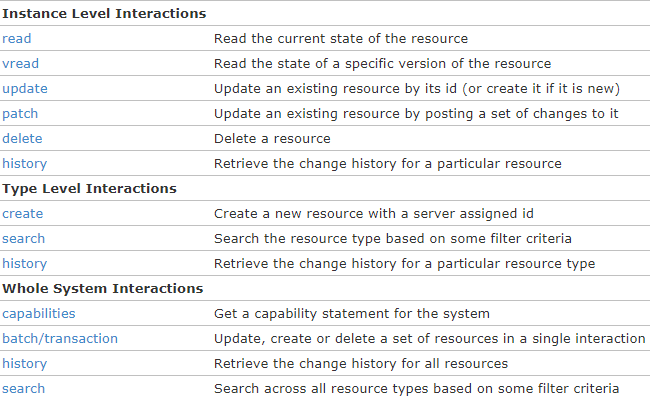 Instance Level Interactions
read Read the current state of the resource
vread Read the state of a specific version of the resource
update Update an existing resource by its id (or create it if it is new)
patch Update an existing resource by posting a set of changes to it
delete Delete a resource
history Retrieve the change history for a particular resource
Type Level Interactions
create Create a new resource with a server assigned id
search Search the resource type based on some filter criteria
history Retrieve the change history for a particular resource type
Whole System Interactions
capabilities Get a capability statement for the system
batch/transaction Update, create or delete a set of resources in a single interaction
history Retrieve the change history for all resources
search Search across all resource types based on some filter criteria